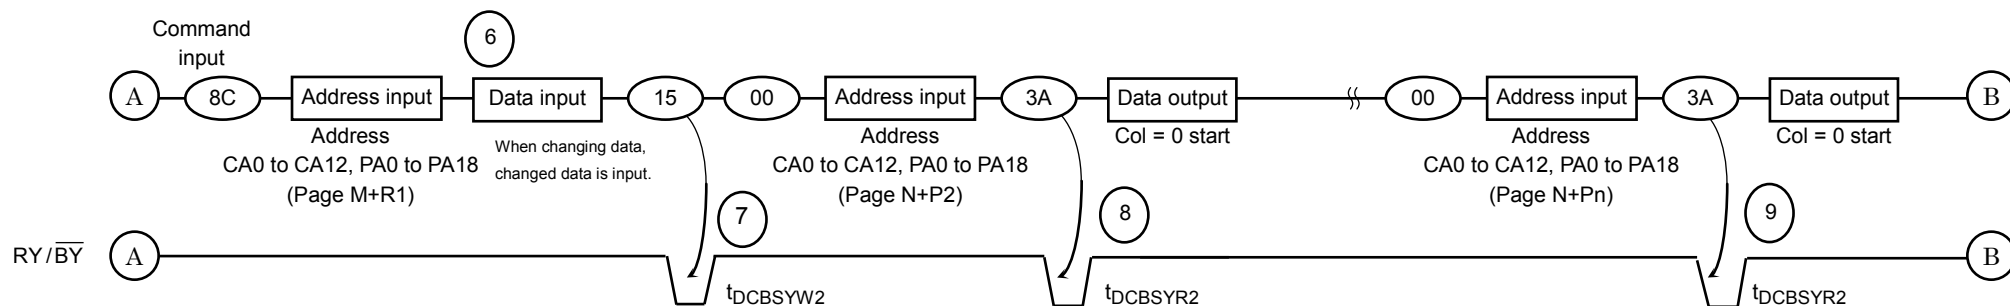 Command
input
6
A 8C Address input Data input 15 00 Address input 3A Data output 00 Address input 3A Data output B
Address
CA0 to CA12, PA0 to PA18
(Page M+R1)
When changing data,
changed data is input.
Address
CA0 to CA12, PA0 to PA18
(Page N+P2)
Col = 0 start
Address
CA0 to CA12, PA0 to PA18
(Page N+Pn)
Col = 0 start
7 8 9
RY/BY A B
tDCBSYW2 tDCBSYR2 tDCBSYR2